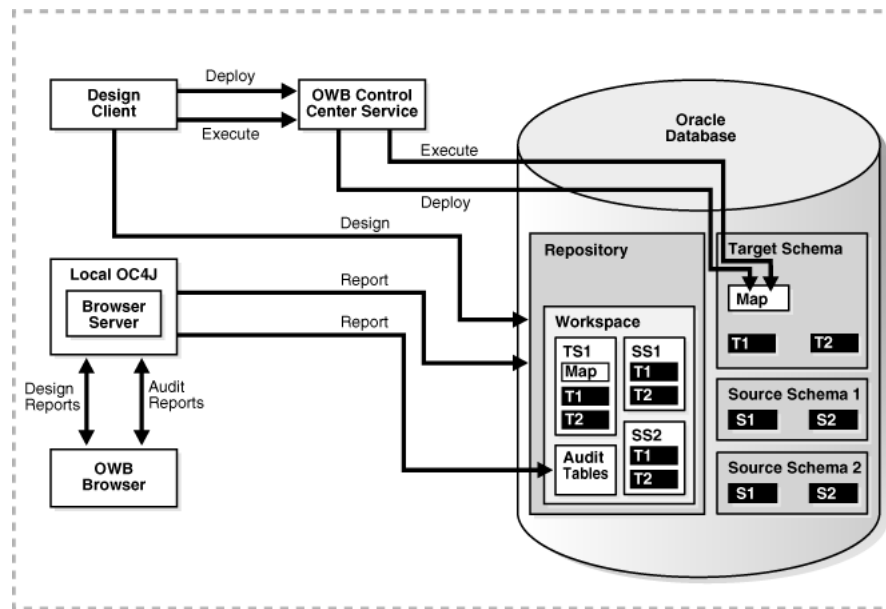 Deploy
Design
Client
OWB Control
Center Service
Execute
Oracle
Database
Execute
Deploy
Design
Repository
Target Schema
Map
T1
T2
Local OC4J
Browser
Server
Report
Report
Workspace
TS1
Map
T1
T2
SS1
T1
T2
Audit
Tables
SS2
T1
T2
Source Schema 1
S1
S2
Source Schema 2
S1
S2
Design
Reports
Audit
Reports
OWB
Browser